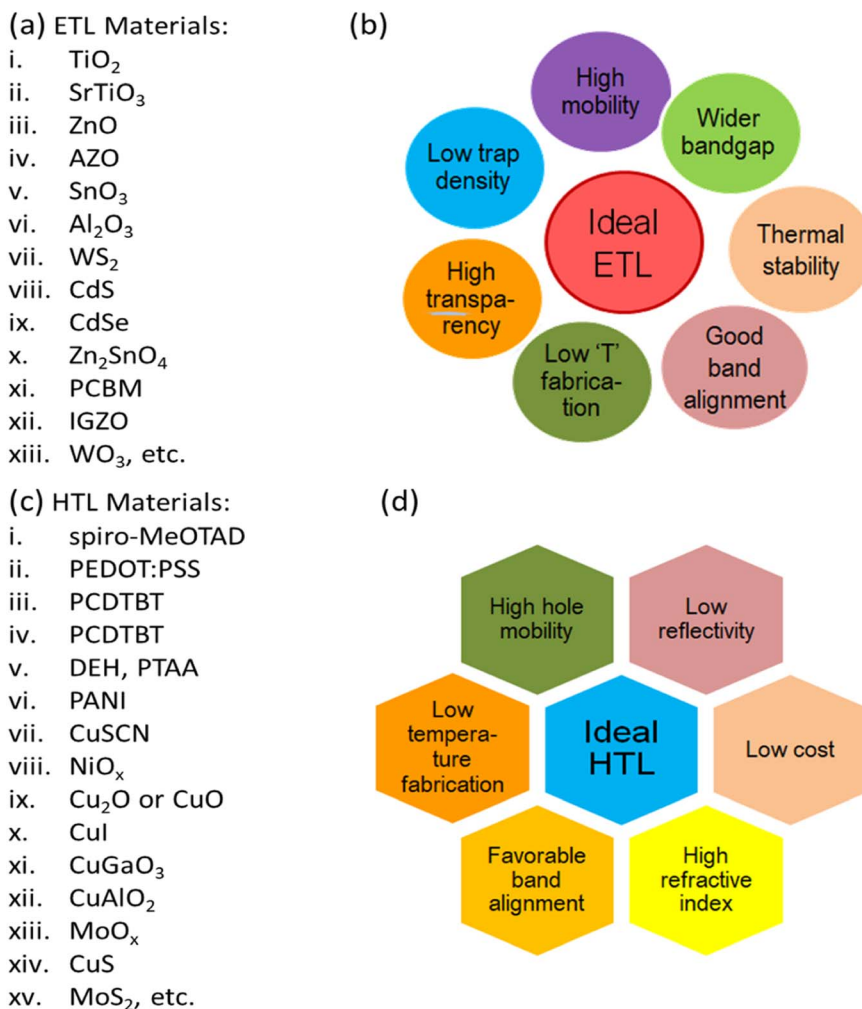 (a) ETL Materials:
i. TiO₂
ii. SrTiO₃
iii. ZnO
iv. AZO
v. SnO₃
vi. Al₂O₃
vii. WS₂
viii. CdS
ix. CdSe
x. Zn₂SnO₄
xi. PCBM
xii. IGZO
xiii. WO₃, etc.
(b)
High
mobility
Wider
bandgap
Low trap
density
Ideal
ETL
Thermal
stability
High
transpa-
rency
Low ‘T’
fabrica-
tion
Good
band
alignment
(c) HTL Materials:
i. spiro-MeOTAD
ii. PEDOT:PSS
iii. PCDTBT
iv. PCDTBT
v. DEH, PTAA
vi. PANI
vii. CuSCN
viii. NiOₓ
ix. Cu₂O or CuO
x. CuI
xi. CuGaO₃
xii. CuAlO₂
xiii. MoOₓ
xiv. CuS
xv. MoS₂, etc.
(d)
High hole
mobility
Low
reflectivity
Low
tempera-
ture
fabrication
Ideal
HTL
Low cost
Favorable
band
alignment
High
refractive
index